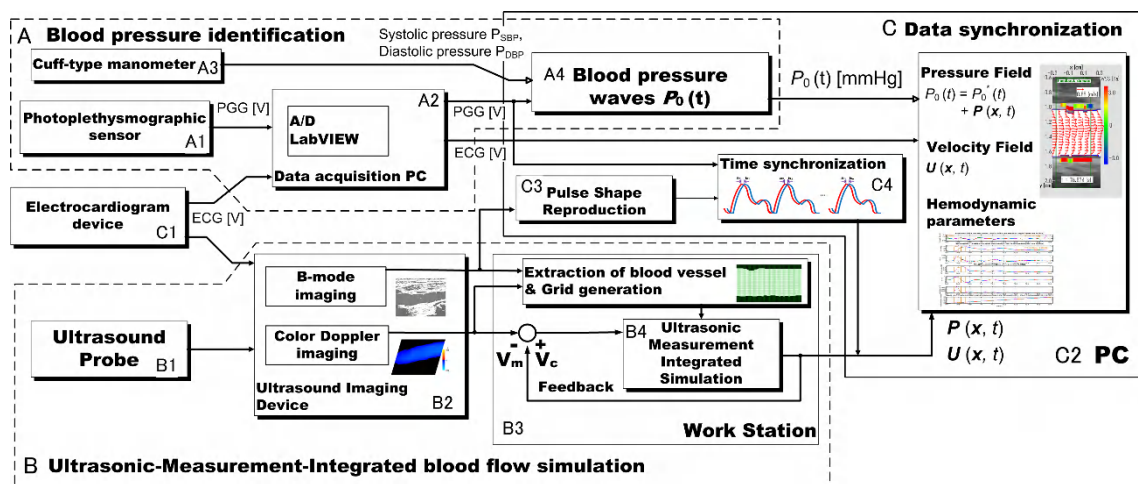 A Blood pressure identification
Systolic pressure P_SBP,
Diastolic pressure P_DBP
Cuff-type manometer A3
Photoplethysmographic
sensor
A1
PGG [V]
A2
A/D
LabVIEW
Data acquisition PC
PGG [V]
ECG [V]
A4 Blood pressure
waves P₀ (t)
P₀ (t) [mmHg]
Electrocardiogram
device
C1
ECG [V]
C3 Pulse Shape
Reproduction
Time synchronization
C4
C Data synchronization
Pressure Field
P₀ (t) = P₀* (t)
+ P (x, t)
Velocity Field
U (x, t)
Hemodynamic
parameters
P (x, t)
U (x, t)
C2 PC
Ultrasound
Probe
B1
B-mode
imaging
Color Doppler
imaging
Ultrasound Imaging
Device
B2
Extraction of blood vessel
& Grid generation
- +
Vm Vc
Feedback
B4 Ultrasonic
Measurement
Integrated
Simulation
B3
Work Station
B Ultrasonic-Measurement-Integrated blood flow simulation